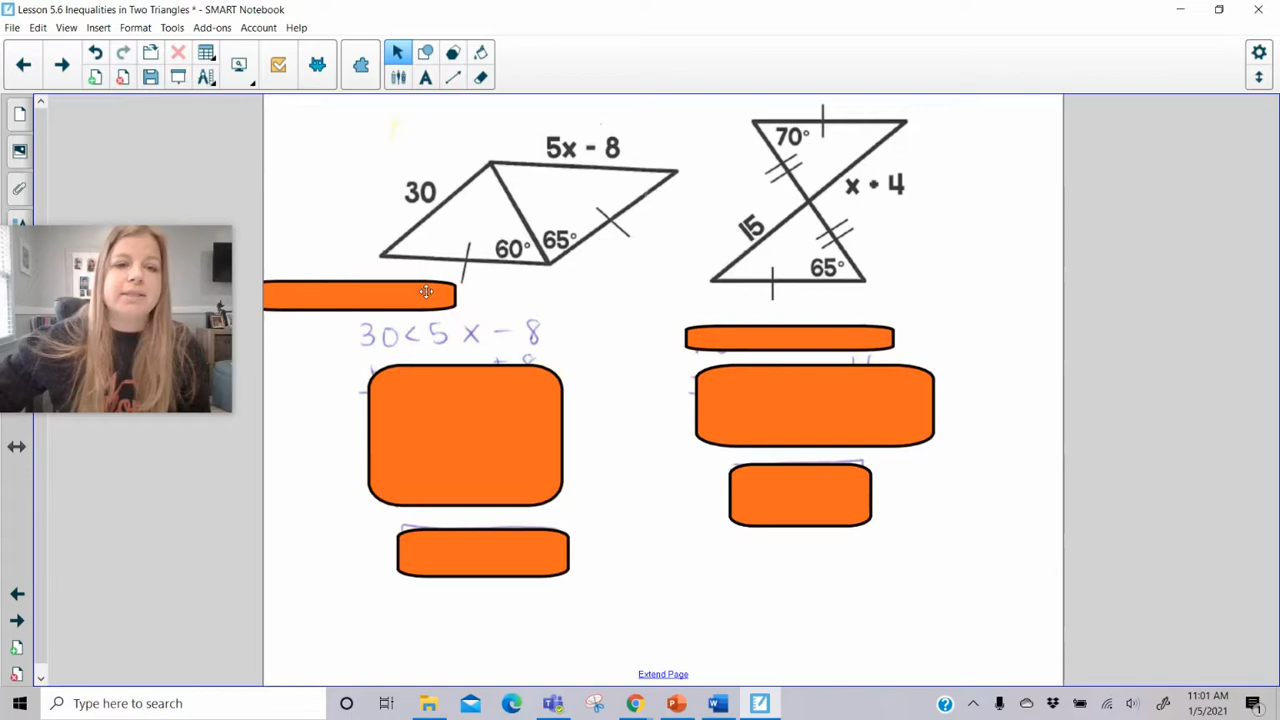 Lesson 5.6 Inequalities in Two Triangles * - SMART Notebook
File Edit View Insert Format Tools Add-ons Account Help
5x - 8
30
60°
65°
70°
x + 4
15
65°
30 < 5x - 8
Extend Page
Type here to search
11:01 AM
1/5/2021